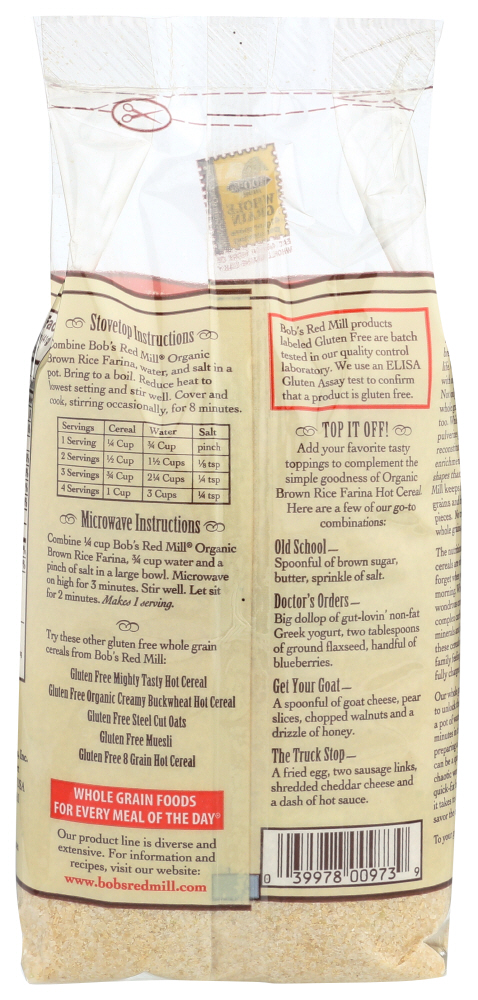 WHOLE
GRAIN
Stovetop Instructions
Combine Bob's Red Mill® Organic
Brown Rice Farina, water, and salt in a
pot. Bring to a boil. Reduce heat to
lowest setting and stir well. Cover and
cook, stirring occasionally, for 8 minutes.
Servings Cereal Water Salt
1 Serving ¼ Cup ¾ Cup pinch
2 Servings ½ Cup 1½ Cups ⅛ tsp
3 Servings ¾ Cup 2¼ Cups ¼ tsp
4 Servings 1 Cup 3 Cups ¼ tsp
Microwave Instructions
Combine ¼ cup Bob's Red Mill® Organic
Brown Rice Farina, ¾ cup water and a
pinch of salt in a large bowl. Microwave
on high for 3 minutes. Stir well. Let sit
for 2 minutes. Makes 1 serving.
Try these other gluten free whole grain
cereals from Bob's Red Mill:
Gluten Free Mighty Tasty Hot Cereal
Gluten Free Organic Creamy Buckwheat Hot Cereal
Gluten Free Steel Cut Oats
Gluten Free Muesli
Gluten Free 8 Grain Hot Cereal
WHOLE GRAIN FOODS
FOR EVERY MEAL OF THE DAY®
Our product line is diverse and
extensive. For information and
recipes, visit our website:
www.bobsredmill.com
Bob's Red Mill products
labeled Gluten Free are batch
tested in our quality control
laboratory. We use an ELISA
Gluten Assay test to confirm
that a product is gluten free.
TOP IT OFF!
Add your favorite tasty
toppings to complement the
simple goodness of Organic
Brown Rice Farina Hot Cereal.
Here are a few of our go-to
combinations:
Old School—
Spoonful of brown sugar,
butter, sprinkle of salt.
Doctor's Orders—
Big dollop of gut-lovin' non-fat
Greek yogurt, two tablespoons
of ground flaxseed, handful of
blueberries.
Get Your Goat—
A spoonful of goat cheese, pear
slices, chopped walnuts and a
drizzle of honey.
The Truck Stop—
A fried egg, two sausage links,
shredded cheddar cheese and
a dash of hot sauce.
0 39978 00973 9